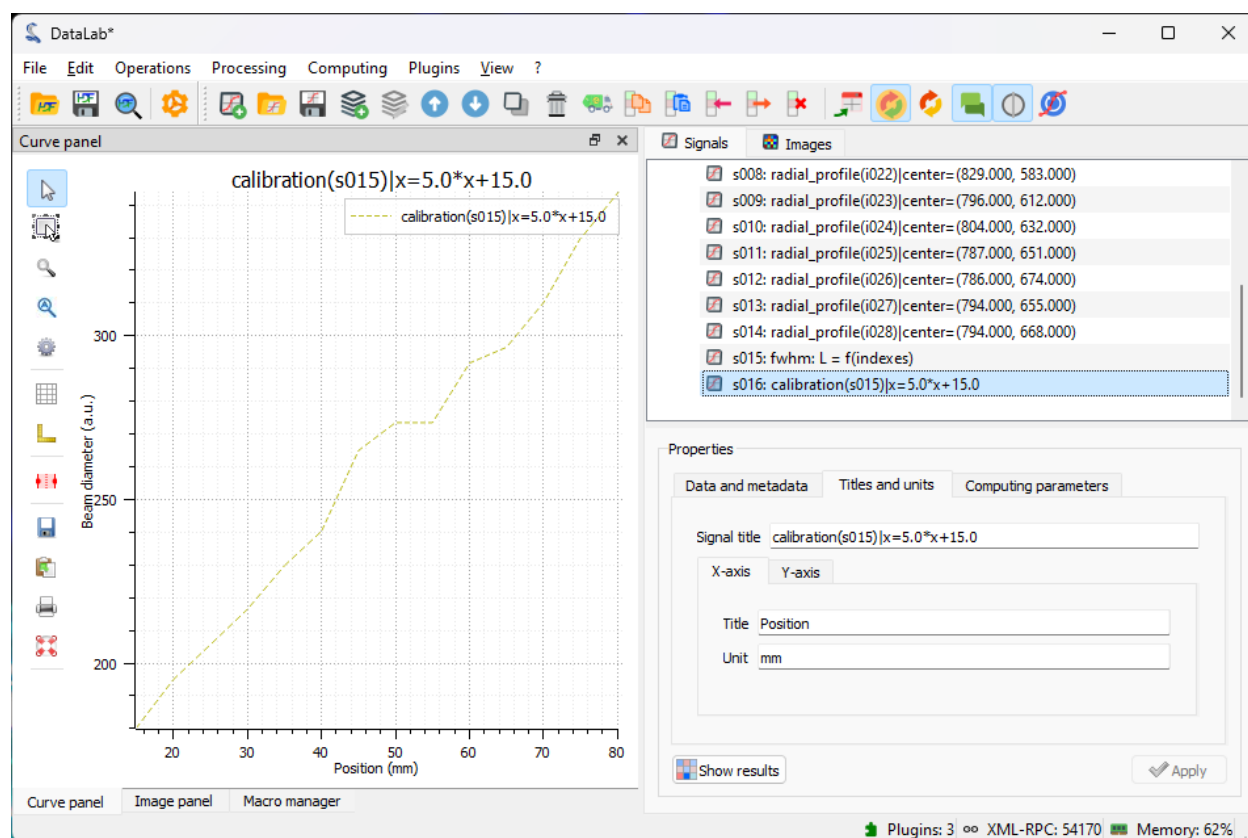 DataLab*
File Edit Operations Processing Computing Plugins View ?
Curve panel
calibration(s015)|x=5.0*x+15.0
calibration(s015)|x=5.0*x+15.0
300
250
200
Beam diameter (a.u.)
20 30 40 50 60 70 80
Position (mm)
Curve panel Image panel Macro manager
Signals Images
s008: radial_profile(i022)|center=(829.000, 583.000)
s009: radial_profile(i023)|center=(796.000, 612.000)
s010: radial_profile(i024)|center=(804.000, 632.000)
s011: radial_profile(i025)|center=(787.000, 651.000)
s012: radial_profile(i026)|center=(786.000, 674.000)
s013: radial_profile(i027)|center=(794.000, 655.000)
s014: radial_profile(i028)|center=(794.000, 668.000)
s015: fwhm: L = f(indexes)
s016: calibration(s015)|x=5.0*x+15.0
Properties
Data and metadata Titles and units Computing parameters
Signal title calibration(s015)|x=5.0*x+15.0
X-axis Y-axis
Title Position
Unit mm
Show results Apply
Plugins: 3 XML-RPC: 54170 Memory: 62%